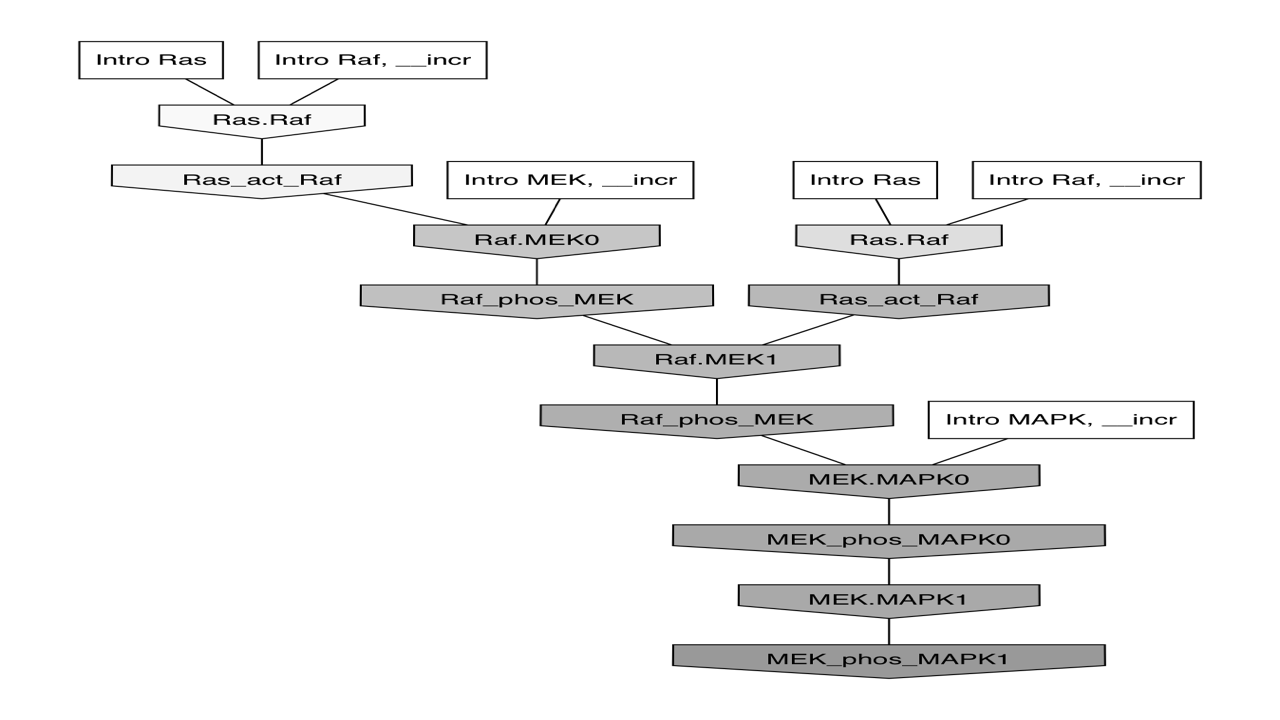 Intro Ras
Intro Raf, __incr
Ras.Raf
Ras_act_Raf
Intro MEK, __incr
Intro Ras
Intro Raf, __incr
Raf.MEK0
Ras.Raf
Raf_phos_MEK
Ras_act_Raf
Raf.MEK1
Raf_phos_MEK
Intro MAPK, __incr
MEK.MAPK0
MEK_phos_MAPK0
MEK.MAPK1
MEK_phos_MAPK1